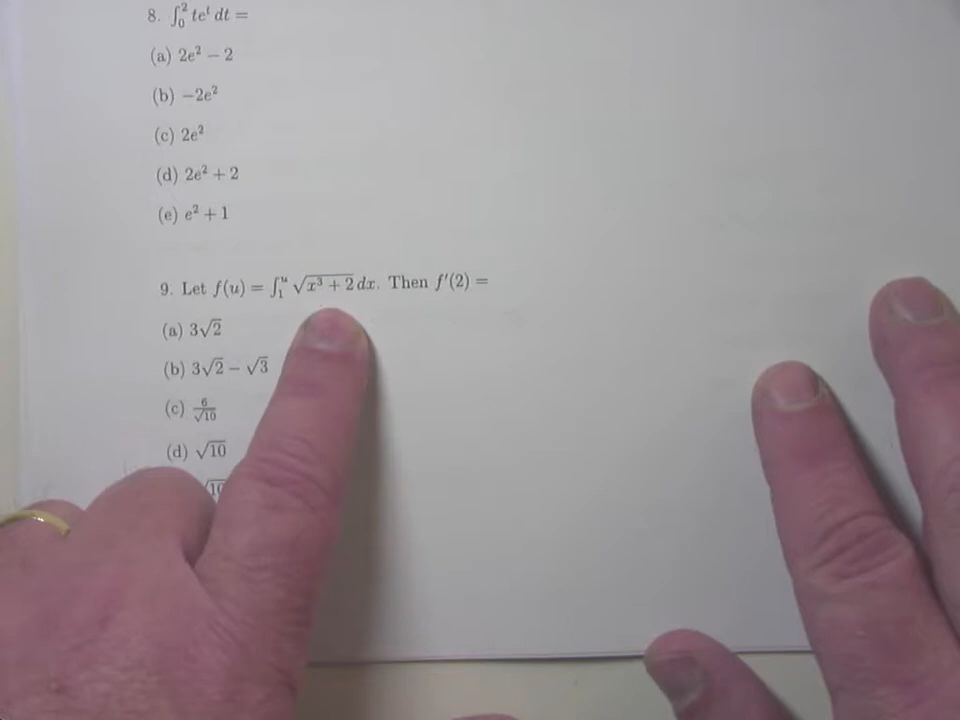 8. ∫₀² teᵗ dt =
(a) 2e² − 2
(b) −2e²
(c) 2e²
(d) 2e² + 2
(e) e² + 1
9. Let f(u) = ∫₁ᵘ √(x³ + 2) dx. Then f′(2) =
(a) 3√2
(b) 3√2 − √3
(c) 6/√10
(d) √10